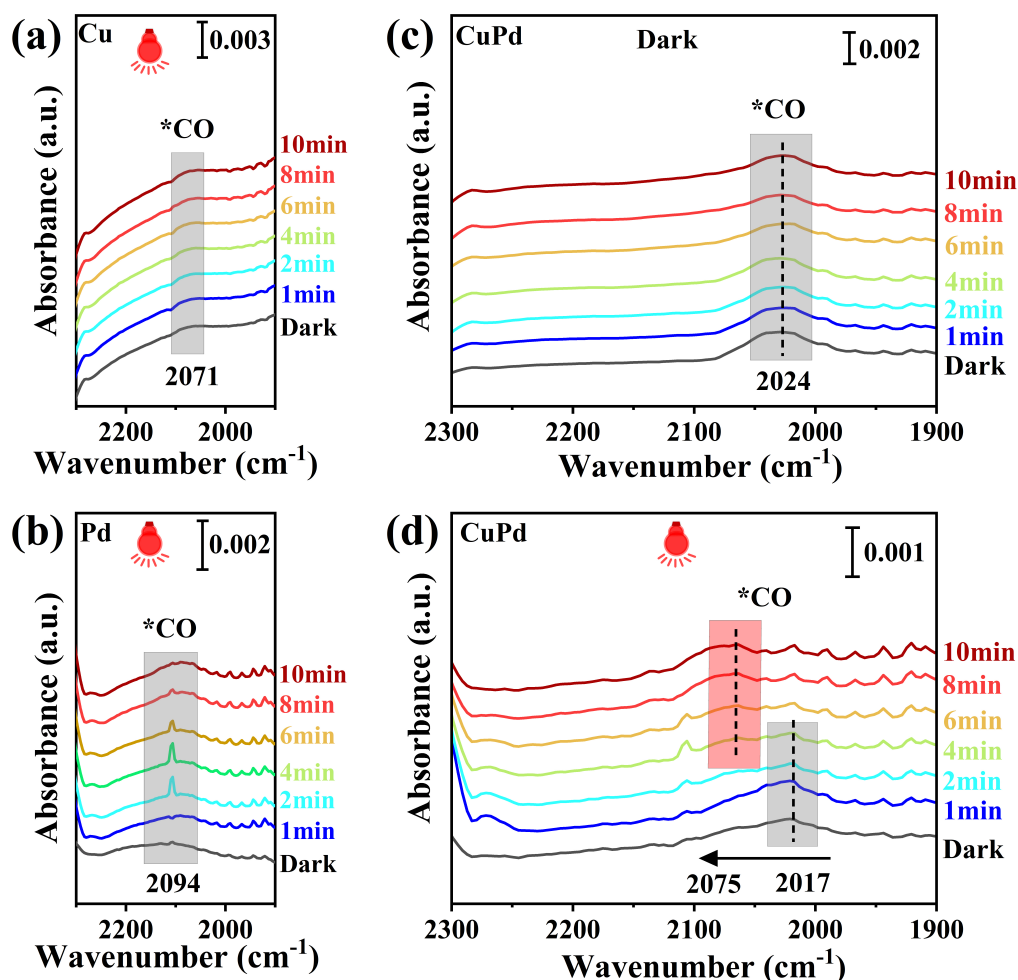 (a)
Cu
0.003
*CO
10min
8min
6min
4min
2min
1min
Dark
2071
Absorbance (a.u.)
2200
2000
Wavenumber (cm⁻¹)
(c)
CuPd
Dark
0.002
*CO
10min
8min
6min
4min
2min
1min
Dark
2024
Absorbance (a.u.)
2300
2200
2100
2000
1900
Wavenumber (cm⁻¹)
(b)
Pd
0.002
*CO
10min
8min
6min
4min
2min
1min
Dark
2094
Absorbance (a.u.)
2200
2000
Wavenumber (cm⁻¹)
(d)
CuPd
0.001
*CO
10min
8min
6min
4min
2min
1min
Dark
2075
2017
Absorbance (a.u.)
2300
2200
2100
2000
1900
Wavenumber (cm⁻¹)